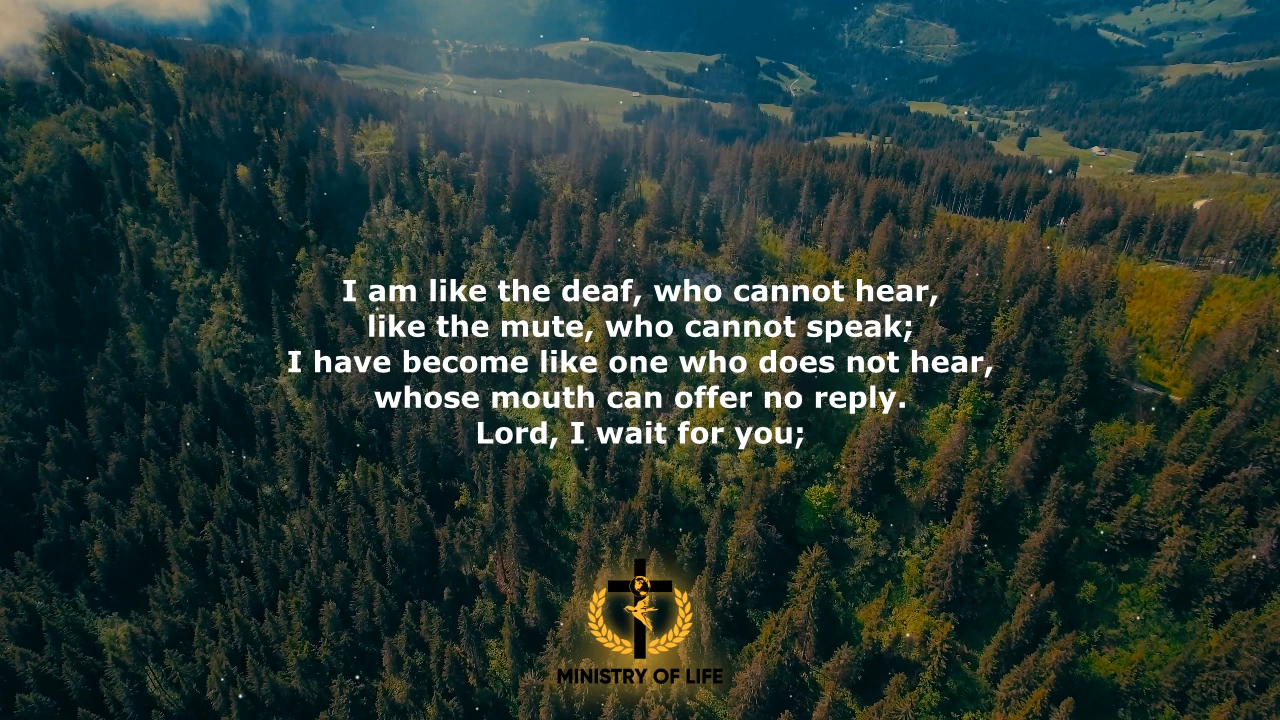 I am like the deaf, who cannot hear,
like the mute, who cannot speak;
I have become like one who does not hear,
whose mouth can offer no reply.
Lord, I wait for you;
MINISTRY OF LIFE